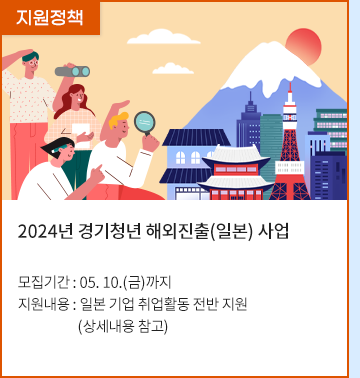 지원정책
2024년 경기청년 해외진출(일본) 사업
모집기간 : 05. 10.(금)까지
지원내용 : 일본 기업 취업활동 전반 지원
(상세내용 참고)